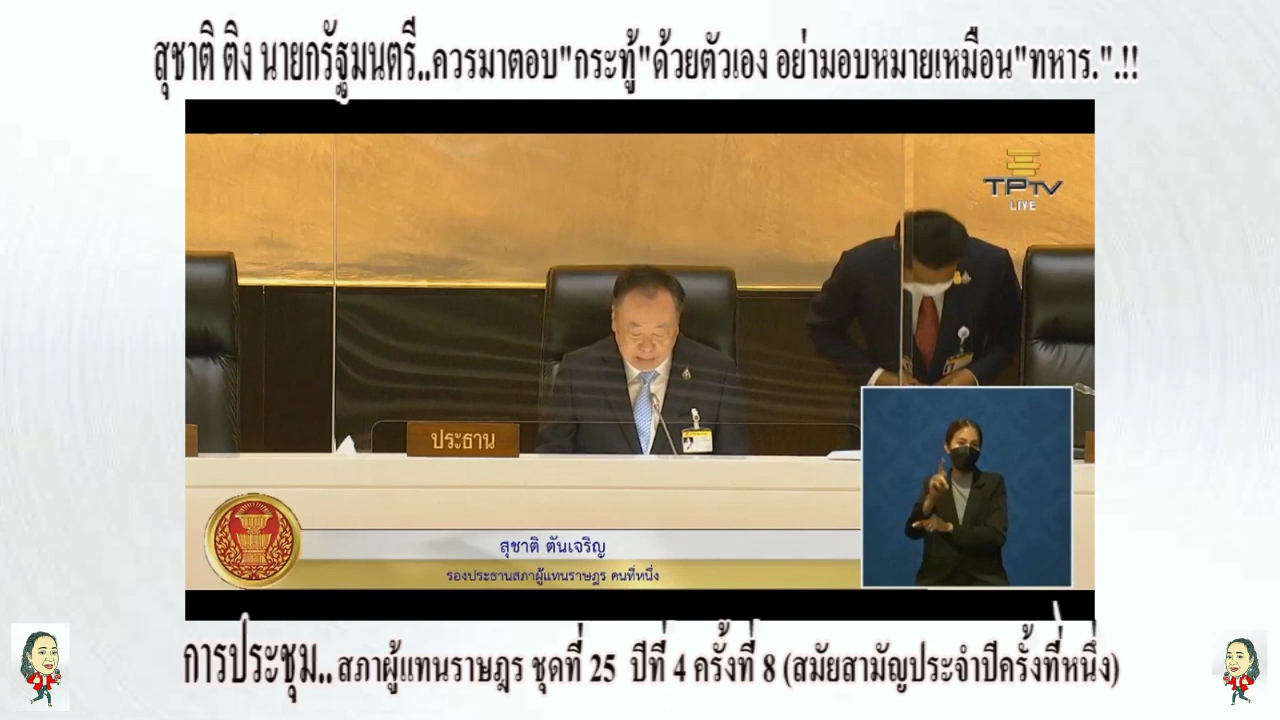 สุชาติ ติง นายกรัฐมนตรี..ควรมาตอบ"กระทู้"ด้วยตัวเอง อย่ามอบหมายเหมือน"ทหาร.".!!
TPTV
LIVE
ประธาน
สุชาติ ตันเจริญ
รองประธานสภาผู้แทนราษฎร คนที่หนึ่ง
การประชุม.. สภาผู้แทนราษฎร ชุดที่ 25 ปีที่ 4 ครั้งที่ 8 (สมัยสามัญประจำปีครั้งที่หนึ่ง)